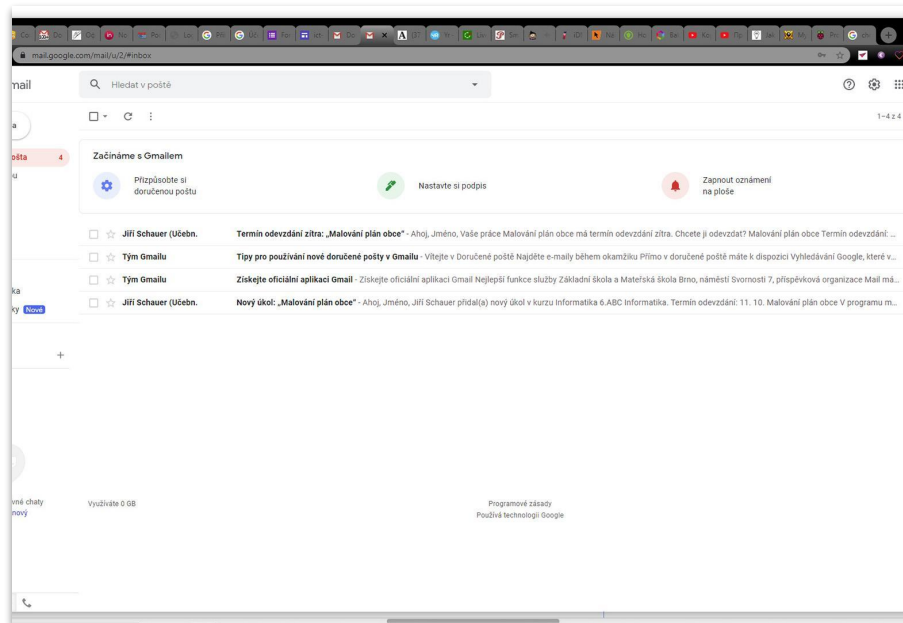 mail.google.com/mail/u/2/#inbox
mail
Hledat v poště
1–4 z 4
ošta 4
Začínáme s Gmailem
Přizpůsobte si
doručenou poštu
Nastavte si podpis
Zapnout oznámení
na ploše
Jiří Schauer (Učebn. Termín odevzdání zítra: „Malování plán obce“ - Ahoj, Jméno, Vaše práce Malování plán obce má termín odevzdání zítra. Chcete ji odevzdat? Malování plán obce Termín odevzdání: ...
Tým Gmailu Tipy pro používání nové doručené pošty v Gmailu - Vítejte v Doručené poště Najděte e-maily během okamžiku Přímo v doručené poště máte k dispozici Vyhledávání Google, které v...
Tým Gmailu Získejte oficiální aplikaci Gmail - Získejte oficiální aplikaci Gmail Nejlepší funkce služby Základní škola a Mateřská škola Brno, náměstí Svornosti 7, příspěvková organizace Mail má...
Jiří Schauer (Učebn. Nový úkol: „Malování plán obce“ - Ahoj, Jméno, Jiří Schauer přidal(a) nový úkol v kurzu Informatika 6.ABC Informatika. Termín odevzdání: 11. 10. Malování plán obce V programu m...
ka
ky Nové
vné chaty
nový
Využíváte 0 GB
Programové zásady
Používá technologii Google